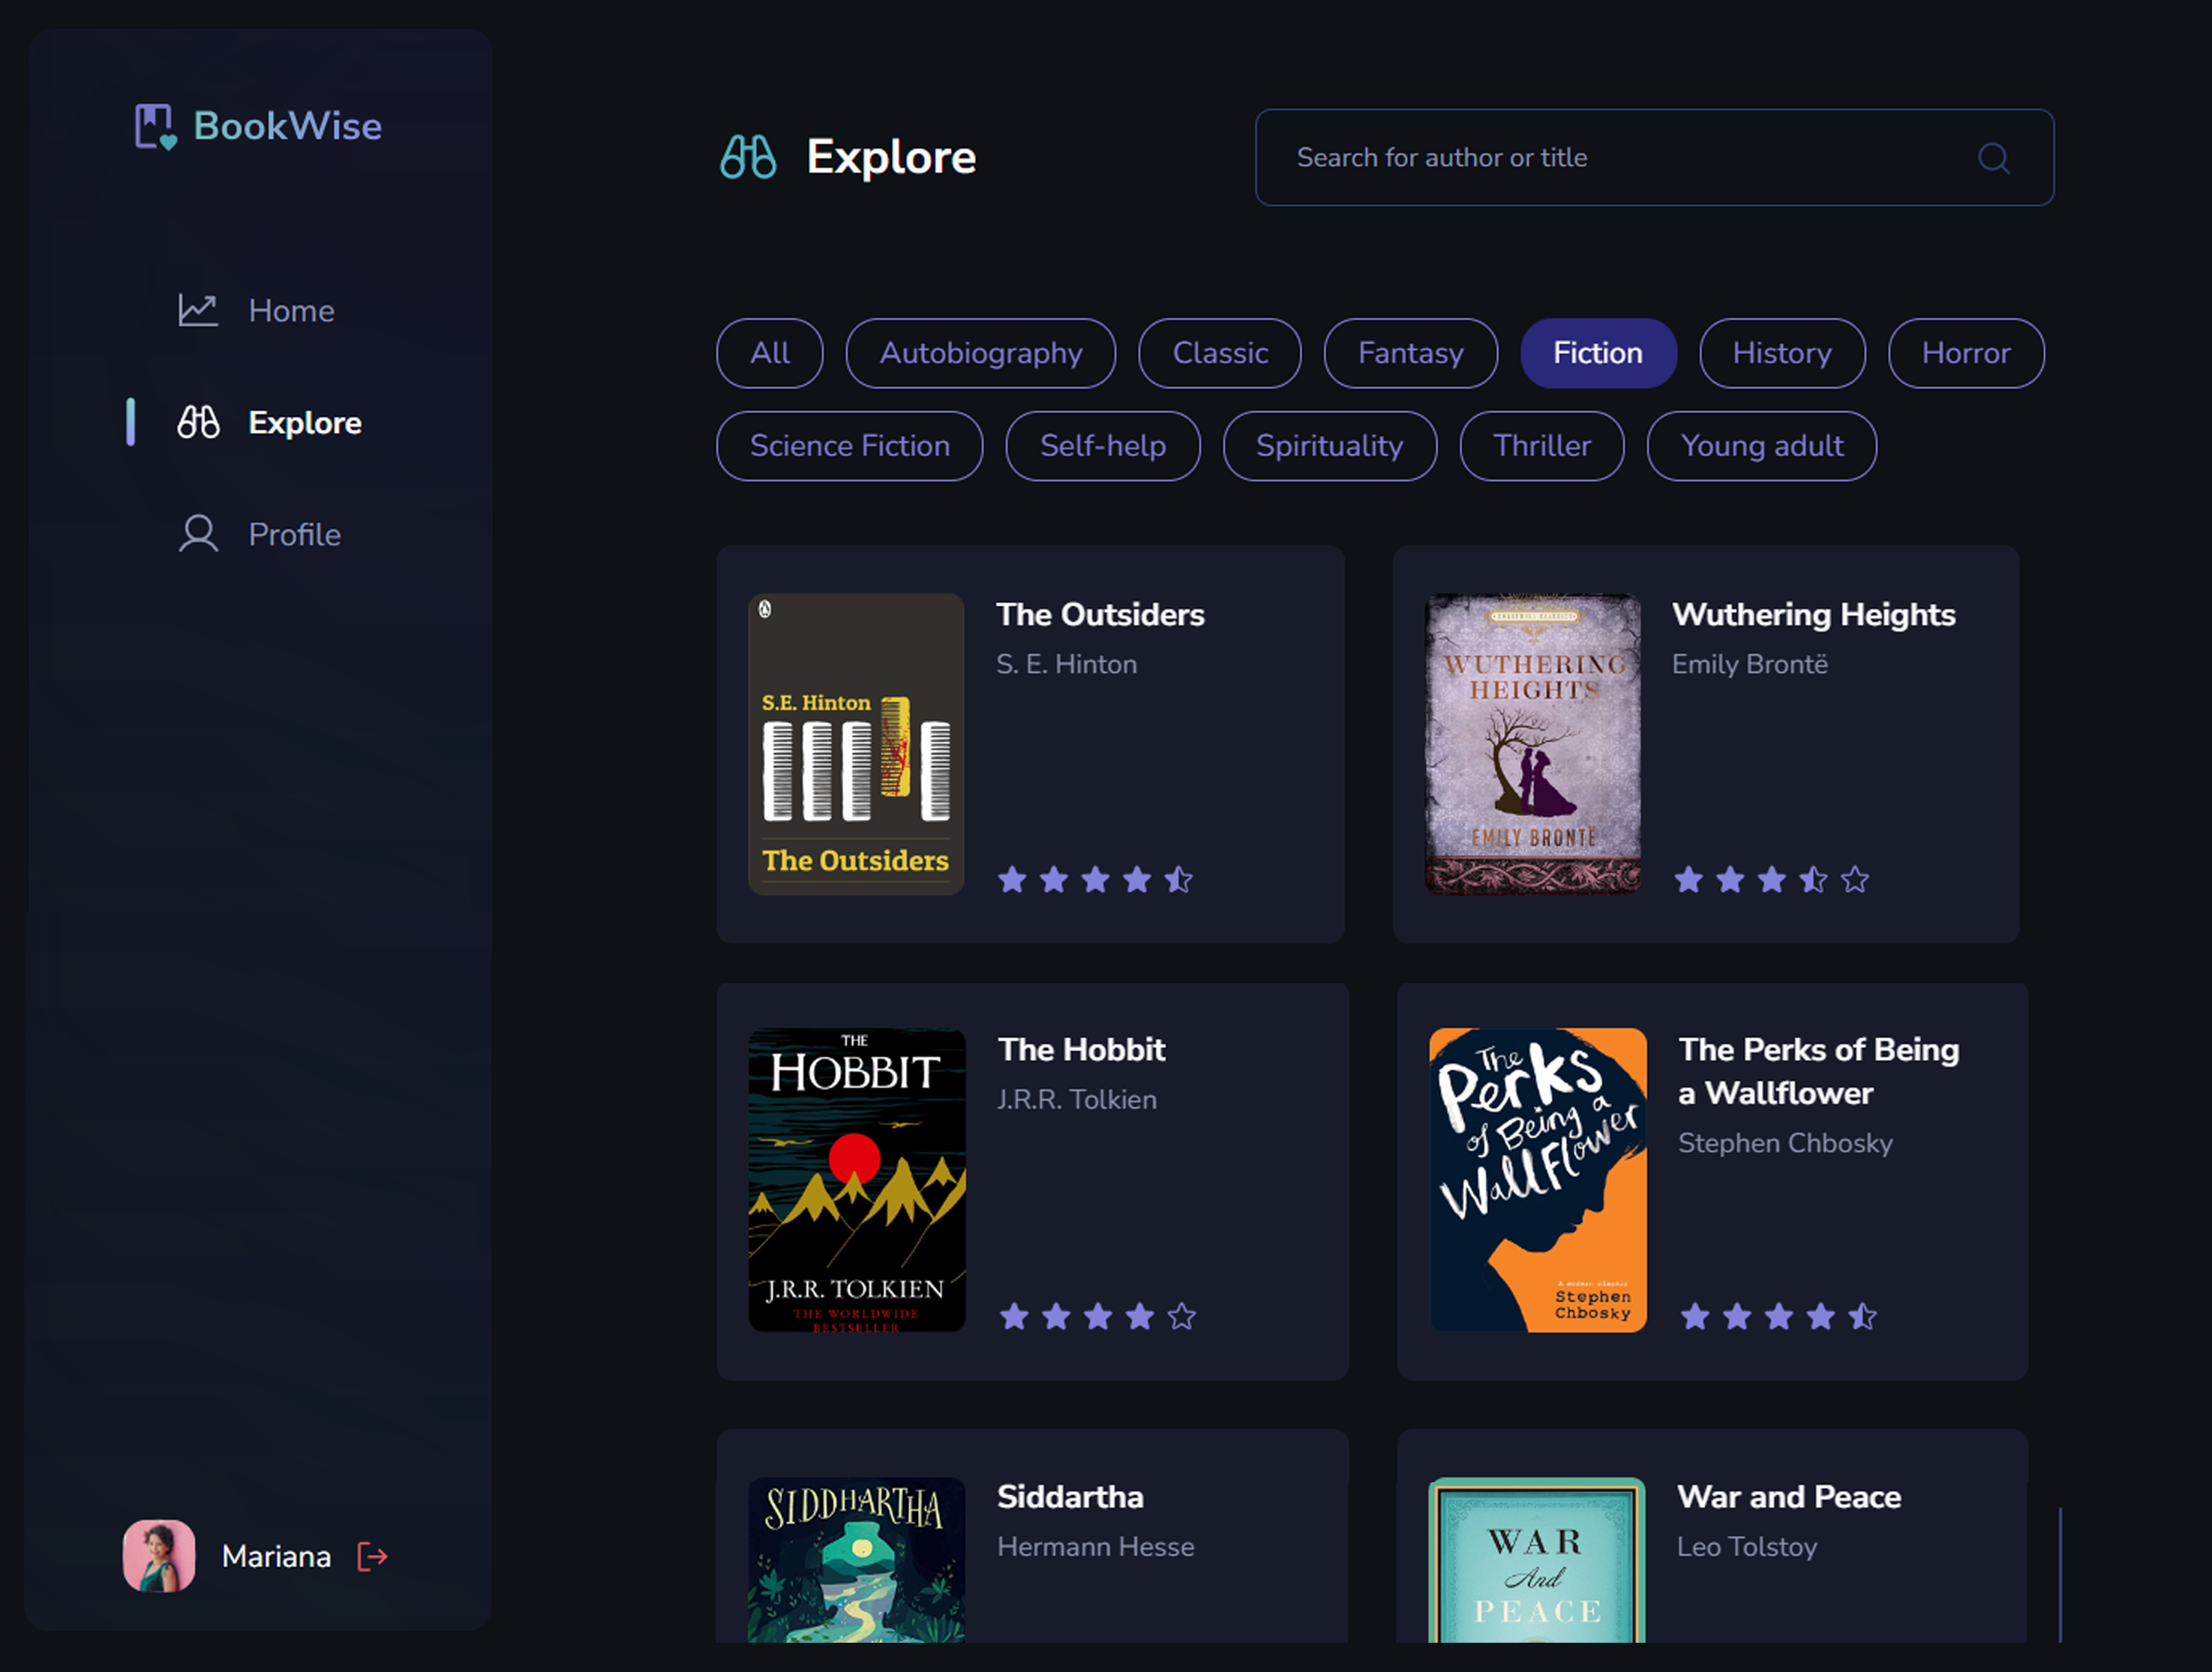 BookWise
Home
Explore
Profile
Mariana
Explore
Search for author or title
All
Autobiography
Classic
Fantasy
Fiction
History
Horror
Science Fiction
Self-help
Spirituality
Thriller
Young adult
S.E. Hinton
The Outsiders
The Outsiders
S. E. Hinton
WUTHERING
HEIGHTS
EMILY BRONTË
Wuthering Heights
Emily Brontë
THE
HOBBIT
J.R.R. TOLKIEN
THE WORLDWIDE
BESTSELLER
The Hobbit
J.R.R. Tolkien
The
Perks
of Being a
Wallflower
A modern classic
Stephen
Chbosky
The Perks of Being
a Wallflower
Stephen Chbosky
SIDDHARTHA
Siddartha
Hermann Hesse
WAR
And
PEACE
War and Peace
Leo Tolstoy